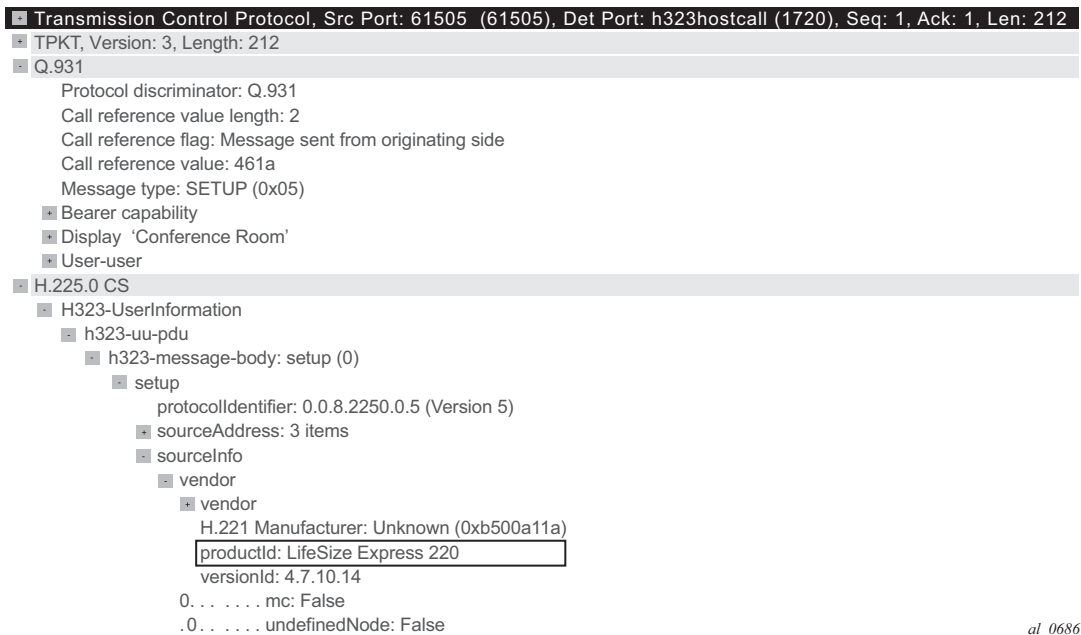 Transmission Control Protocol, Src Port: 61505 (61505), Det Port: h323hostcall (1720), Seq: 1, Ack: 1, Len: 212
TPKT, Version: 3, Length: 212
Q.931
Protocol discriminator: Q.931
Call reference value length: 2
Call reference flag: Message sent from originating side
Call reference value: 461a
Message type: SETUP (0x05)
Bearer capability
Display ‘Conference Room’
User-user
H.225.0 CS
H323-UserInformation
h323-uu-pdu
h323-message-body: setup (0)
setup
protocolIdentifier: 0.0.8.2250.0.5 (Version 5)
sourceAddress: 3 items
sourceInfo
vendor
vendor
H.221 Manufacturer: Unknown (0xb500a11a)
productId: LifeSize Express 220
versionId: 4.7.10.14
0. . . . . . . mc: False
.0. . . . . . undefinedNode: False
al_0686